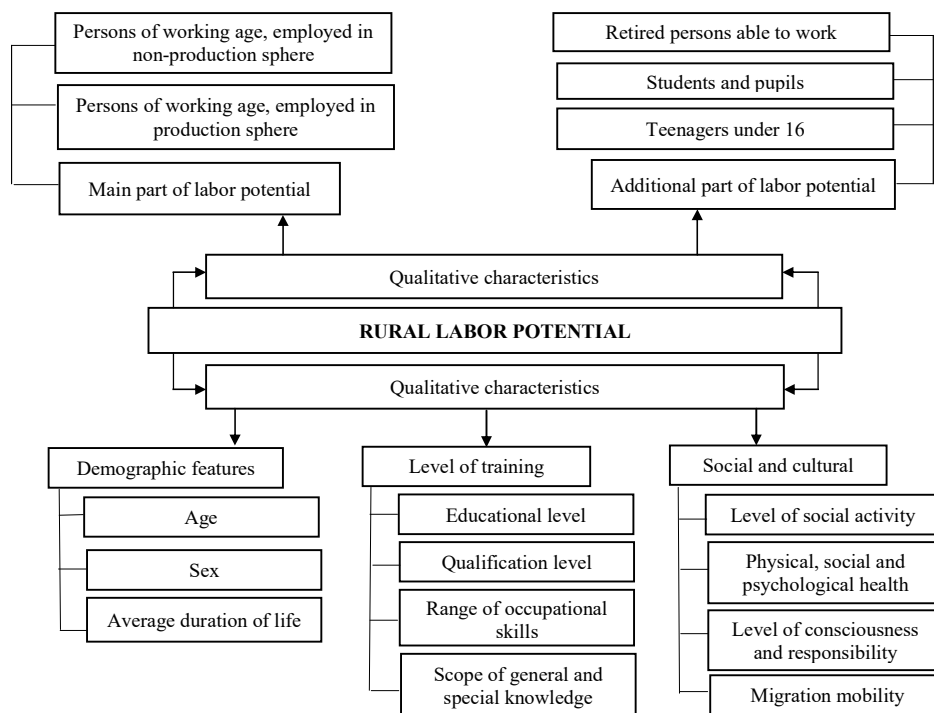 Persons of working age, employed in
non-production sphere
Persons of working age, employed in
production sphere
Main part of labor potential
Retired persons able to work
Students and pupils
Teenagers under 16
Additional part of labor potential
Qualitative characteristics
RURAL LABOR POTENTIAL
Qualitative characteristics
Demographic features
Age
Sex
Average duration of life
Level of training
Educational level
Qualification level
Range of occupational
skills
Scope of general and
special knowledge
Social and cultural
Level of social activity
Physical, social and
psychological health
Level of consciousness
and responsibility
Migration mobility